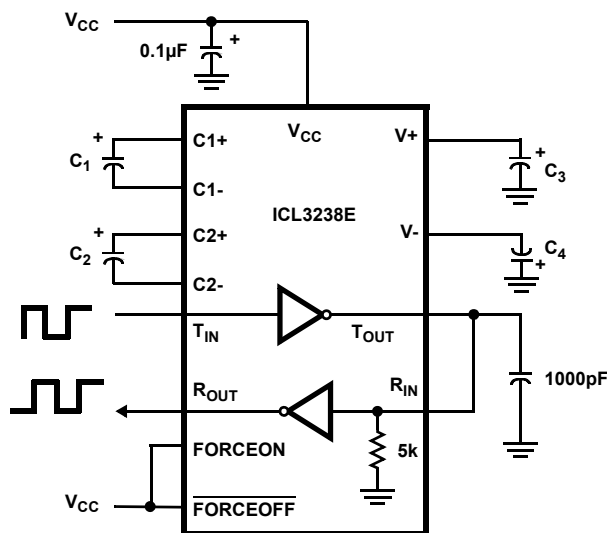 VCC
0.1µF
+
VCC
C1+
C1-
C2+
C2-
+
C1
+
C2
V+
V-
+
C3
C4
+
ICL3238E
TIN
TOUT
ROUT
RIN
1000pF
5k
FORCEON
FORCEOFF
VCC